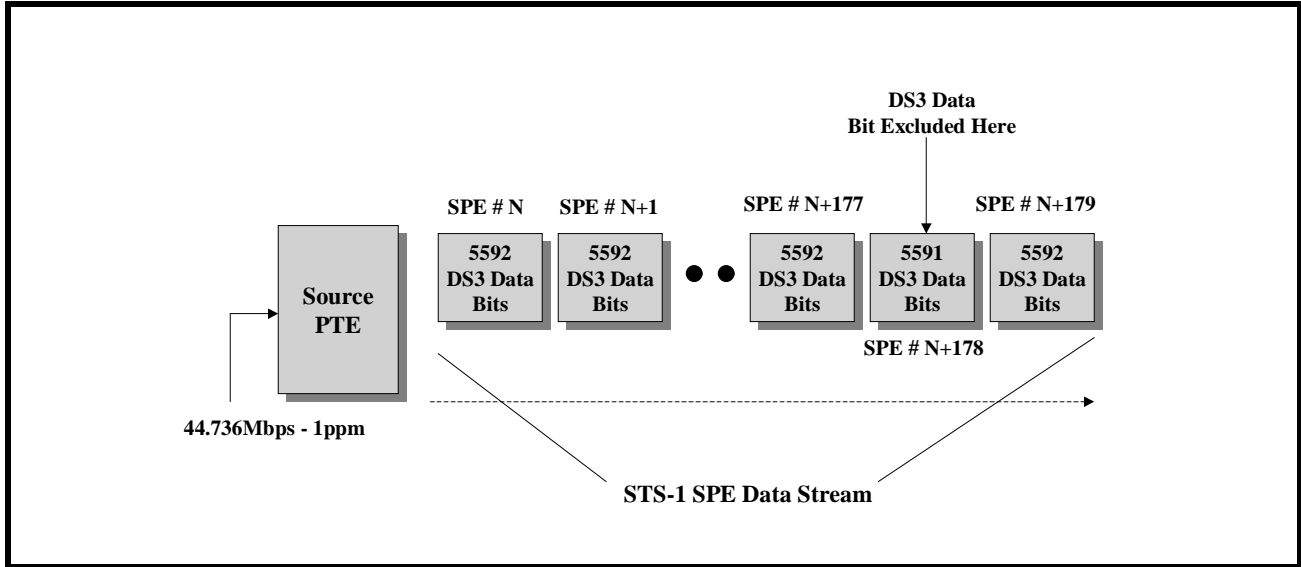 DS3 Data
Bit Excluded Here
SPE # N
SPE # N+1
SPE # N+177
SPE # N+179
Source
PTE
5592
DS3 Data
Bits
5592
DS3 Data
Bits
5592
DS3 Data
Bits
5591
DS3 Data
Bits
5592
DS3 Data
Bits
SPE # N+178
44.736Mbps - 1ppm
STS-1 SPE Data Stream